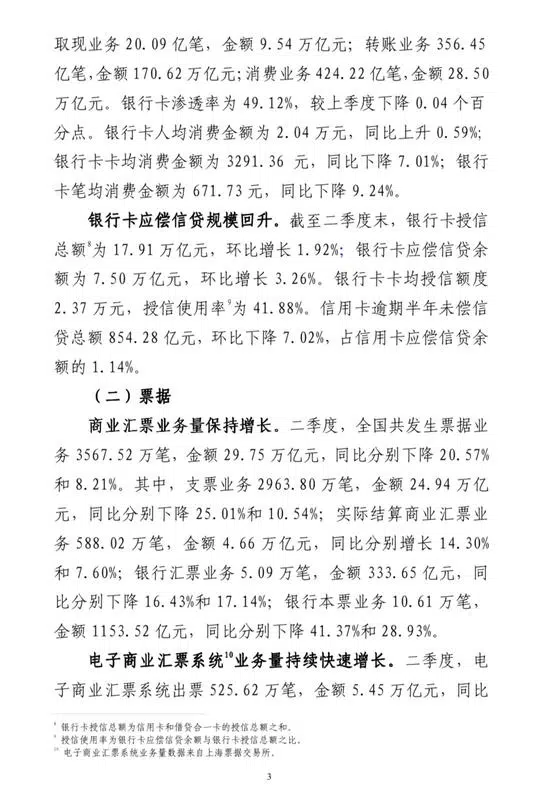 取现业务 20.09 亿笔，金额 9.54 万亿元；转账业务 356.45
亿笔，金额 170.62 万亿元；消费业务 424.22 亿笔，金额 28.50
万亿元。银行卡渗透率为 49.12%，较上季度下降 0.04 个百
分点。银行卡人均消费金额为 2.04 万元，同比上升 0.59%；
银行卡卡均消费金额为 3291.36 元，同比下降 7.01%；银行
卡笔均消费金额为 671.73 元，同比下降 9.24%。
银行卡应偿信贷规模回升。截至二季度末，银行卡授信
总额⁸为 17.91 万亿元，环比增长 1.92%；银行卡应偿信贷余
额为 7.50 万亿元，环比增长 3.26%。银行卡卡均授信额度
2.37 万元，授信使用率⁹为 41.88%。信用卡逾期半年未偿信
贷总额 854.28 亿元，环比下降 7.02%，占信用卡应偿信贷余
额的 1.14%。
（二）票据
商业汇票业务量保持增长。二季度，全国共发生票据业
务 3567.52 万笔，金额 29.75 万亿元，同比分别下降 20.57%
和 8.21%。其中，支票业务 2963.80 万笔，金额 24.94 万亿
元，同比分别下降 25.01%和 10.54%；实际结算商业汇票业
务 588.02 万笔，金额 4.66 万亿元，同比分别增长 14.30%
和 7.60%；银行汇票业务 5.09 万笔，金额 333.65 亿元，同
比分别下降 16.43%和 17.14%；银行本票业务 10.61 万笔，
金额 1153.52 亿元，同比分别下降 41.37%和 28.93%。
电子商业汇票系统¹⁰业务量持续快速增长。二季度，电
子商业汇票系统出票 525.62 万笔，金额 5.45 万亿元，同比
⁸ 银行卡授信总额为信用卡和借贷合一卡的授信总额之和。
⁹ 授信使用率为银行卡应偿信贷余额与银行卡授信总额之比。
¹⁰ 电子商业汇票系统业务量数据来自上海票据交易所。
3